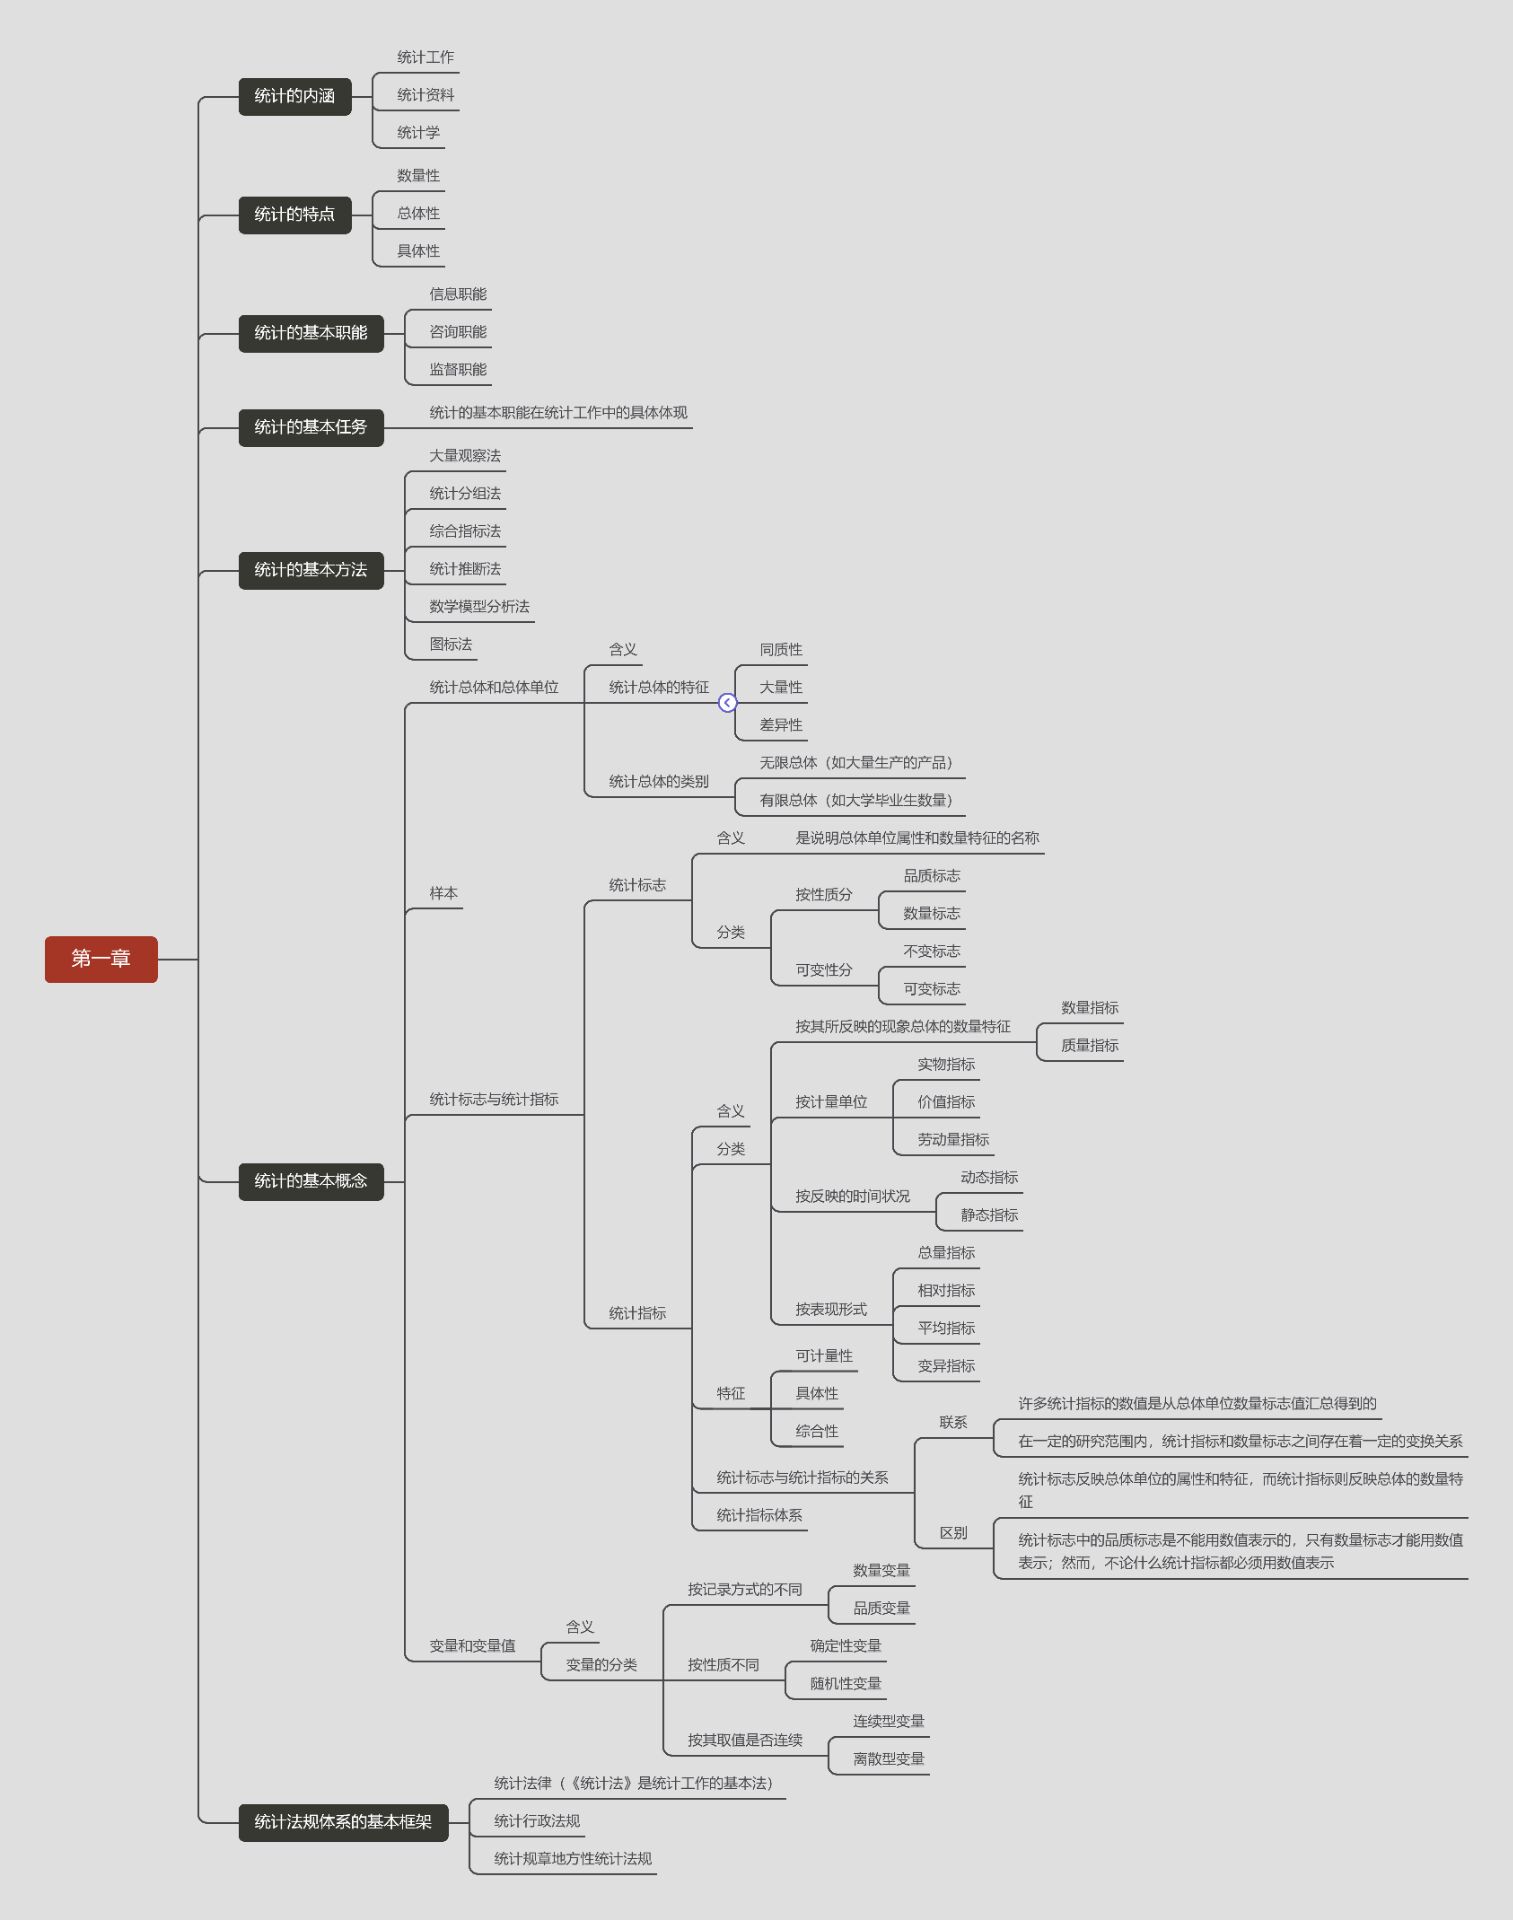 第一章
统计的内涵
统计工作
统计资料
统计学
统计的特点
数量性
总体性
具体性
统计的基本职能
信息职能
咨询职能
监督职能
统计的基本任务
统计的基本职能在统计工作中的具体体现
统计的基本方法
大量观察法
统计分组法
综合指标法
统计推断法
数学模型分析法
图标法
统计的基本概念
统计总体和总体单位
含义
统计总体的特征
同质性
大量性
差异性
统计总体的类别
无限总体（如大量生产的产品）
有限总体（如大学毕业生数量）
样本
统计标志与统计指标
统计标志
含义
是说明总体单位属性和数量特征的名称
分类
按性质分
品质标志
数量标志
可变性分
不变标志
可变标志
统计指标
含义
分类
按其所反映的现象总体的数量特征
数量指标
质量指标
按计量单位
实物指标
价值指标
劳动量指标
按反映的时间状况
动态指标
静态指标
按表现形式
总量指标
相对指标
平均指标
变异指标
特征
可计量性
具体性
综合性
统计标志与统计指标的关系
联系
许多统计指标的数值是从总体单位数量标志值汇总得到的
在一定的研究范围内，统计指标和数量标志之间存在着一定的变换关系
区别
统计标志反映总体单位的属性和特征，而统计指标则反映总体的数量特
征
统计标志中的品质标志是不能用数值表示的，只有数量标志才能用数值
表示；然而，不论什么统计指标都必须用数值表示
统计指标体系
变量和变量值
含义
变量的分类
按记录方式的不同
数量变量
品质变量
按性质不同
确定性变量
随机性变量
按其取值是否连续
连续型变量
离散型变量
统计法规体系的基本框架
统计法律（《统计法》是统计工作的基本法）
统计行政法规
统计规章地方性统计法规